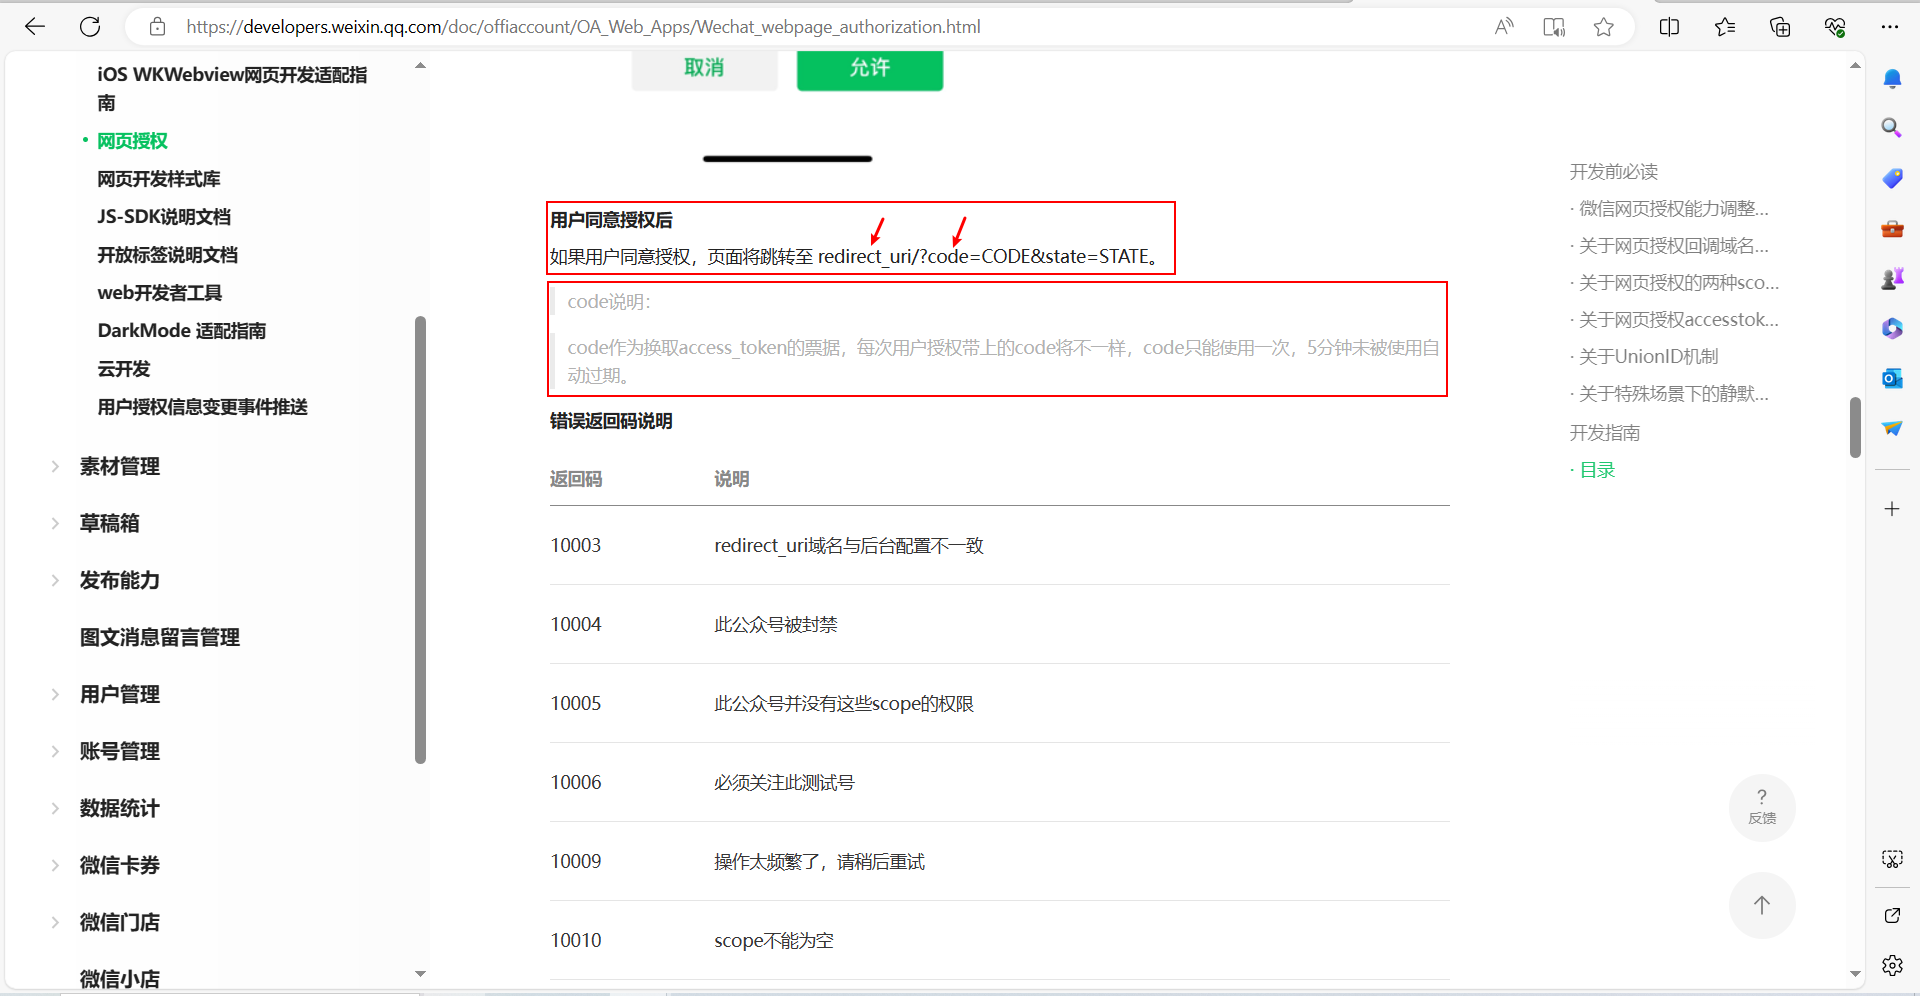 https://developers.weixin.qq.com/doc/offiaccount/OA_Web_Apps/Wechat_webpage_authorization.html
iOS WKWebview网页开发适配指
南
网页授权
网页开发样式库
JS-SDK说明文档
开放标签说明文档
web开发者工具
DarkMode 适配指南
云开发
用户授权信息变更事件推送
素材管理
草稿箱
发布能力
图文消息留言管理
用户管理
账号管理
数据统计
微信卡券
微信门店
微信小店
取消
允许
用户同意授权后
如果用户同意授权，页面将跳转至 redirect_uri/?code=CODE&state=STATE。
code说明：
code作为换取access_token的票据，每次用户授权带上的code将不一样，code只能使用一次，5分钟未被使用自
动过期。
错误返回码说明
返回码 说明
10003 redirect_uri域名与后台配置不一致
10004 此公众号被封禁
10005 此公众号并没有这些scope的权限
10006 必须关注此测试号
10009 操作太频繁了，请稍后重试
10010 scope不能为空
开发前必读
· 微信网页授权能力调整...
· 关于网页授权回调域名...
· 关于网页授权的两种sco...
· 关于网页授权accesstok...
· 关于UnionID机制
· 关于特殊场景下的静默...
开发指南
· 目录
?
反馈